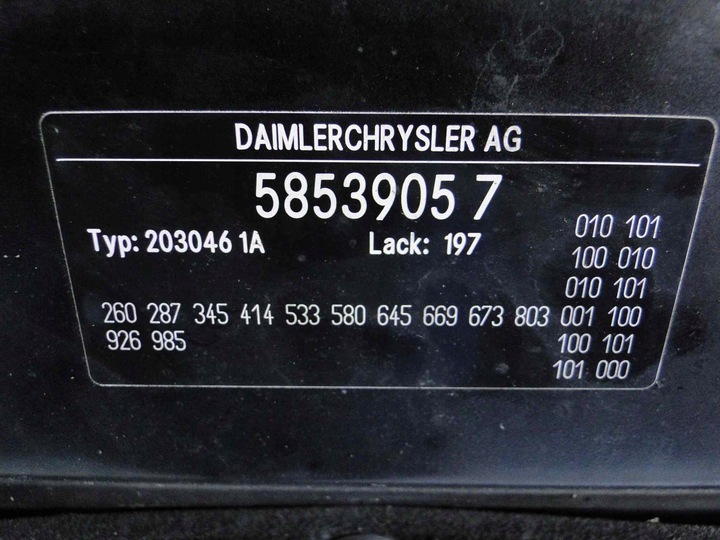 DAIMLERCHRYSLER AG
5853905 7
Typ: 203046 1A Lack: 197 010 101
100 010
010 101
260 287 345 414 533 580 645 669 673 803 001 100
926 985 100 101
101 000